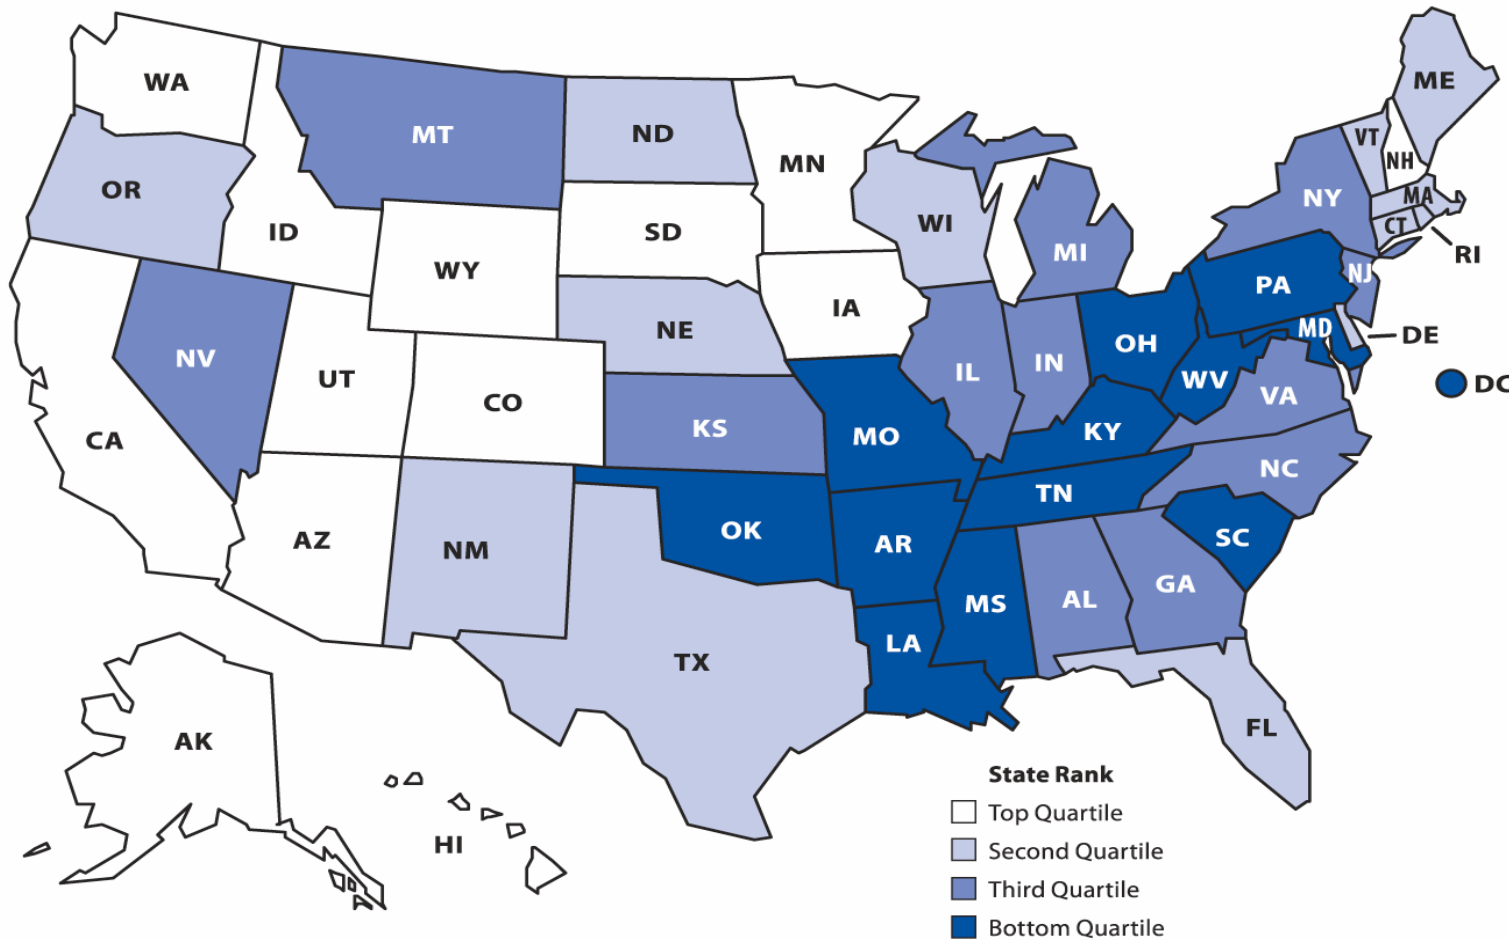 WA
MT
ND
MN
ME
OR
ID
SD
WI
MI
NY
VT
NH
MA
CT
RI
WY
IA
PA
NJ
NV
UT
CO
NE
IL
IN
OH
MD
DE
WV
VA
DC
CA
KS
MO
KY
NC
AZ
NM
OK
AR
TN
SC
MS
AL
GA
LA
TX
FL
AK
HI
State Rank
Top Quartile
Second Quartile
Third Quartile
Bottom Quartile